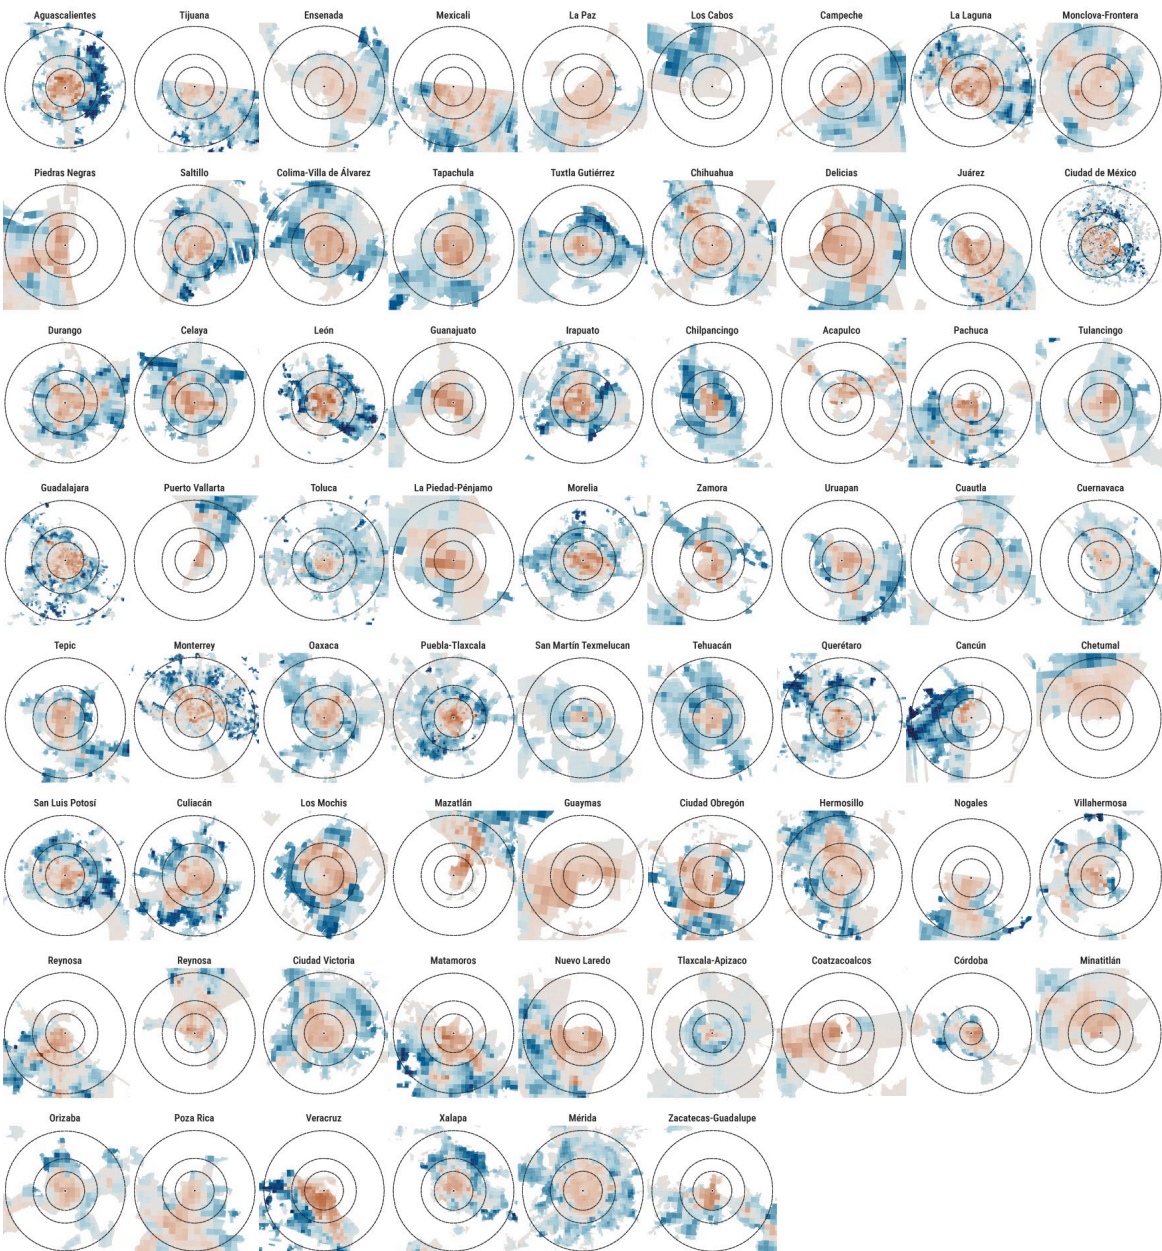 Aguascalientes Tijuana Ensenada Mexicali La Paz Los Cabos Campeche La Laguna Monclova-Frontera
Piedras Negras Saltillo Colima-Villa de Álvarez Tapachula Tuxtla Gutiérrez Chihuahua Delicias Juárez Ciudad de México
Durango Celaya León Guanajuato Irapuato Chilpancingo Acapulco Pachuca Tulancingo
Guadalajara Puerto Vallarta Toluca La Piedad-Pénjamo Morelia Zamora Uruapan Cuautla Cuernavaca
Tepic Monterrey Oaxaca Puebla-Tlaxcala San Martín Texmelucan Tehuacán Querétaro Cancún Chetumal
San Luis Potosí Culiacán Los Mochis Mazatlán Guaymas Ciudad Obregón Hermosillo Nogales Villahermosa
Reynosa Reynosa Ciudad Victoria Matamoros Nuevo Laredo Tlaxcala-Apizaco Coatzacoalcos Córdoba Minatitlán
Orizaba Poza Rica Veracruz Xalapa Mérida Zacatecas-Guadalupe